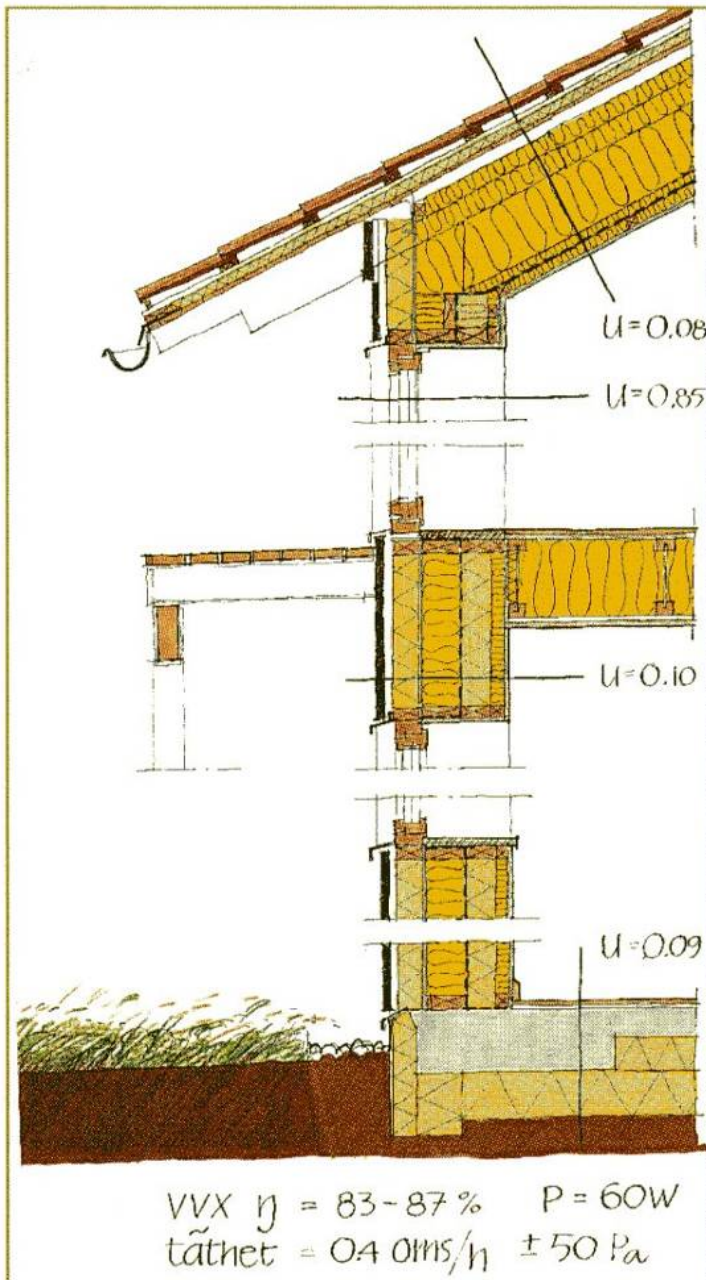 U=0.08
U=0.85
U=0.10
U=0.09
VVX η = 83-87% P=60W
täthet = 0.4 oms/h ±50 Pa